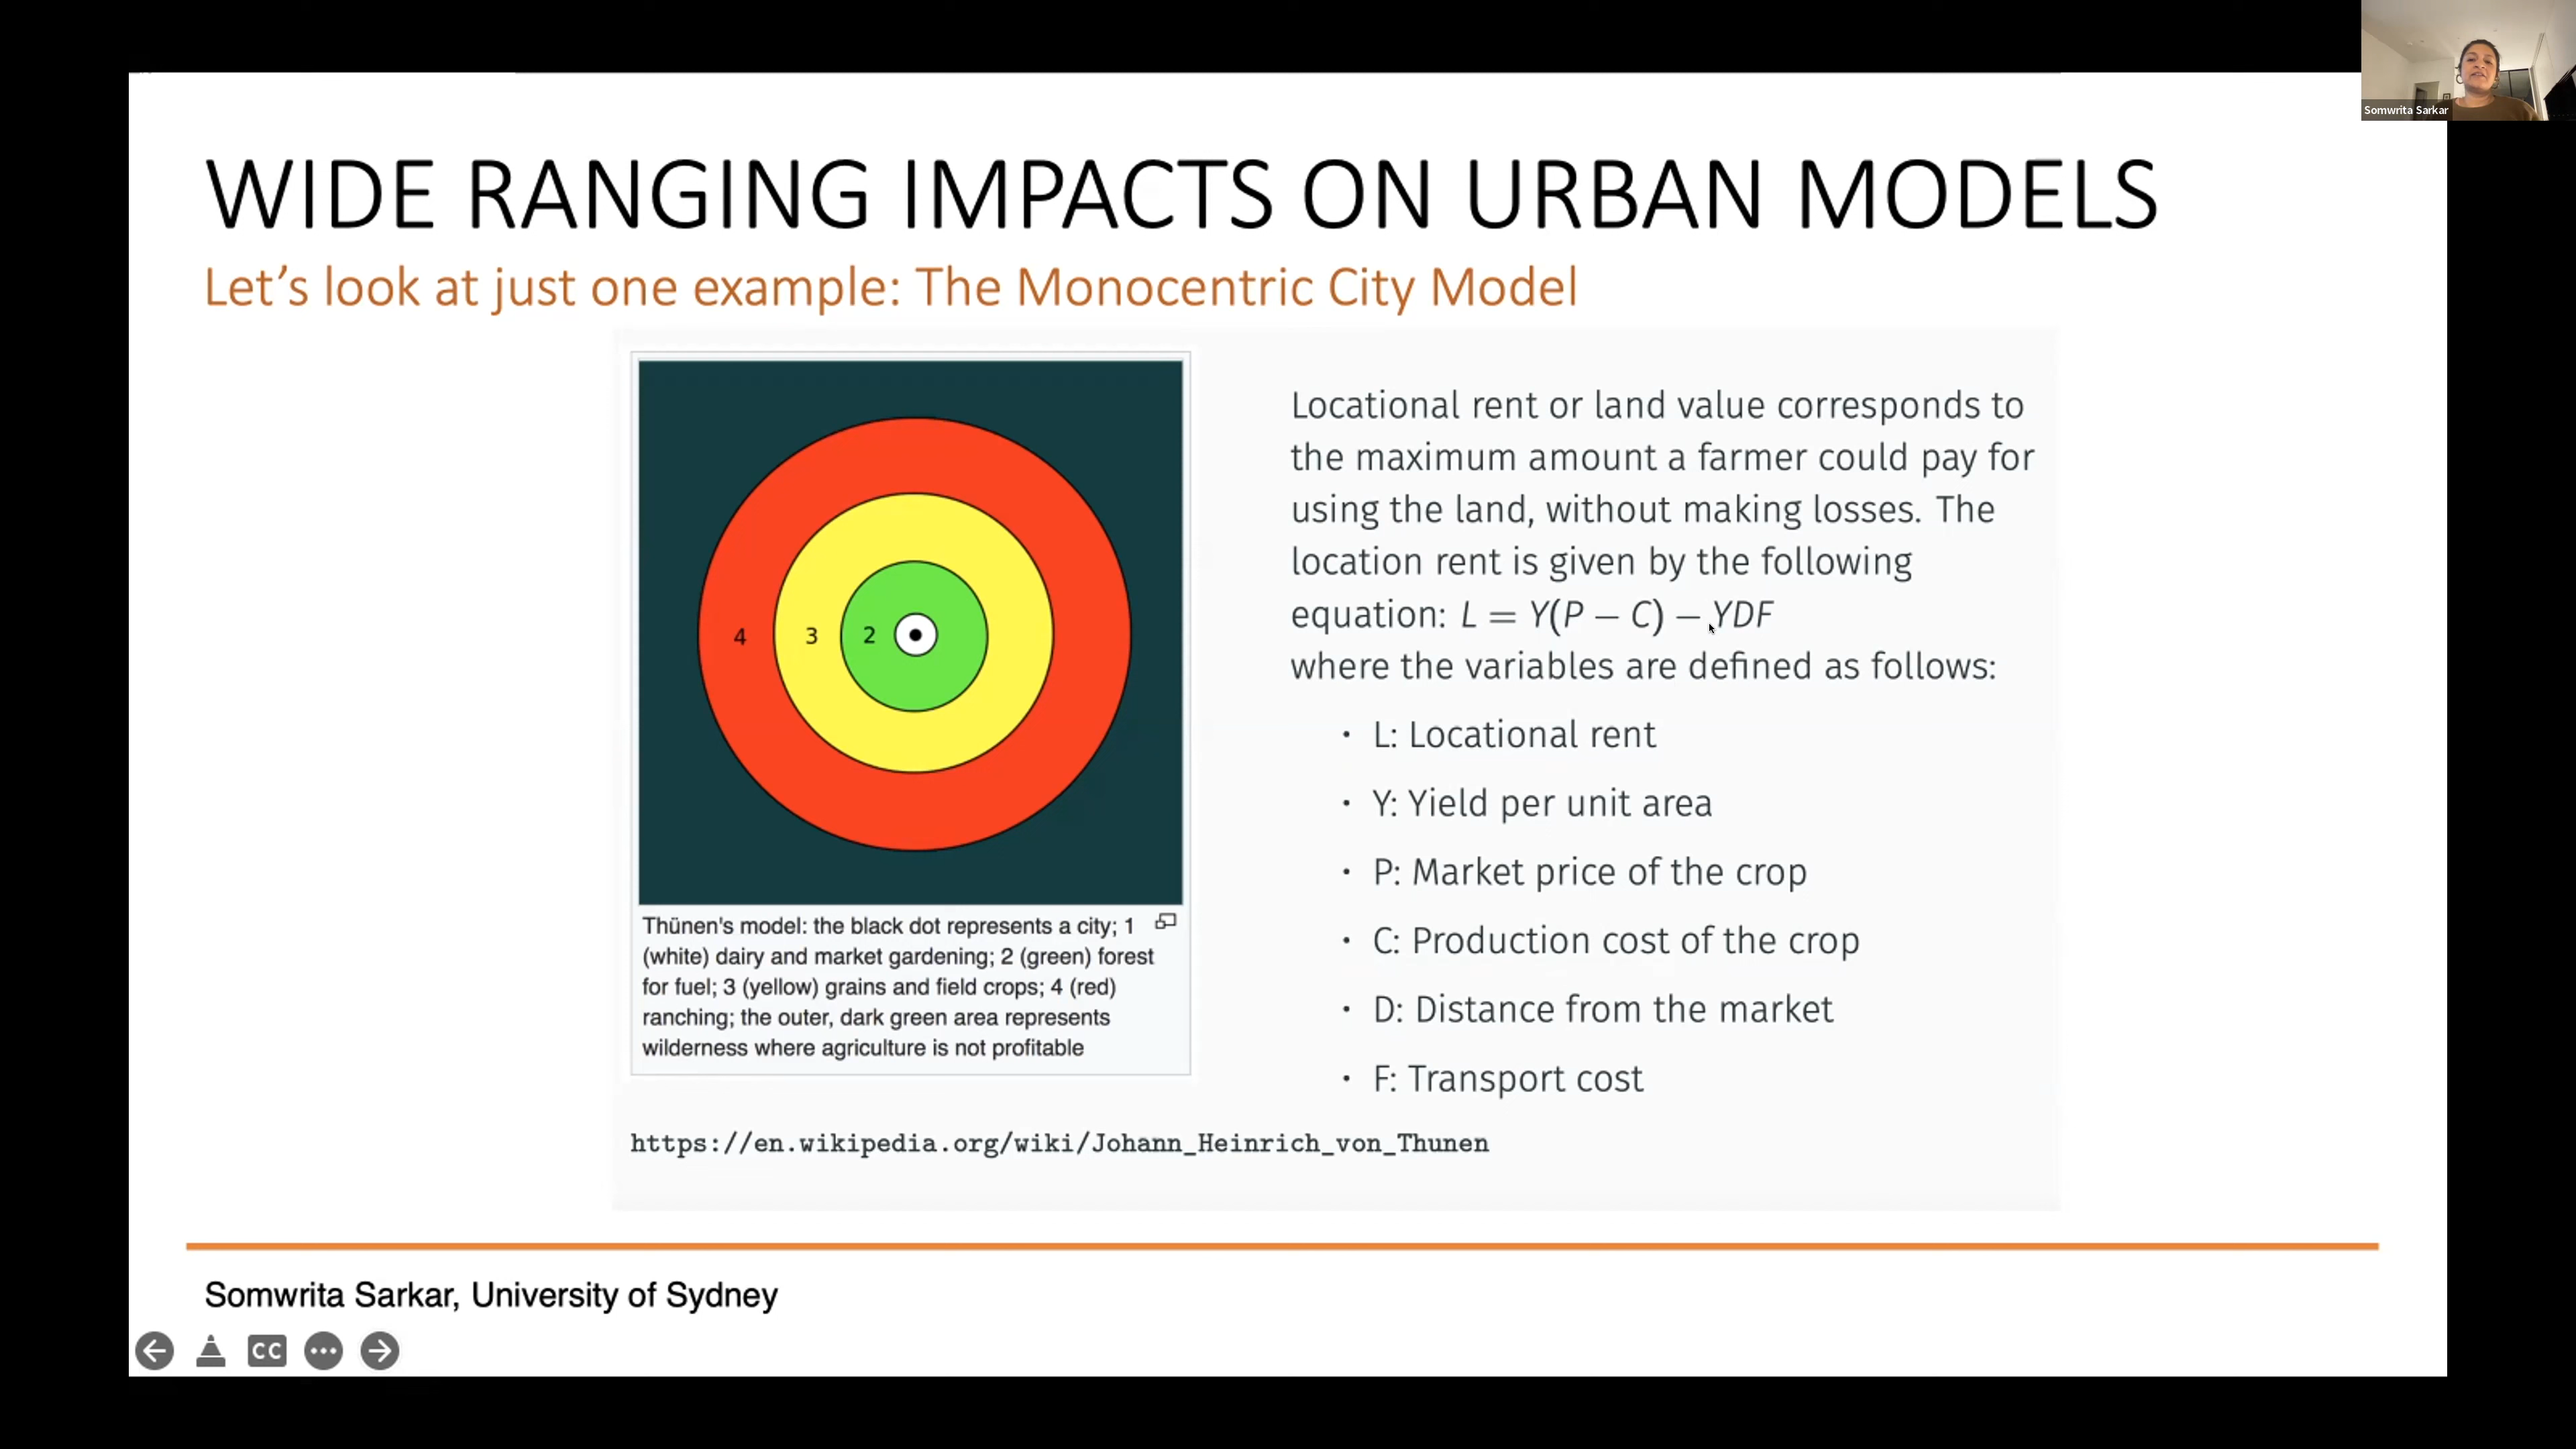 Somwrita Sarkar
WIDE RANGING IMPACTS ON URBAN MODELS
Let’s look at just one example: The Monocentric City Model
4 3 2
Thünen's model: the black dot represents a city; 1
(white) dairy and market gardening; 2 (green) forest
for fuel; 3 (yellow) grains and field crops; 4 (red)
ranching; the outer, dark green area represents
wilderness where agriculture is not profitable
Locational rent or land value corresponds to
the maximum amount a farmer could pay for
using the land, without making losses. The
location rent is given by the following
equation: L = Y(P − C) − YDF
where the variables are defined as follows:
• L: Locational rent
• Y: Yield per unit area
• P: Market price of the crop
• C: Production cost of the crop
• D: Distance from the market
• F: Transport cost
https://en.wikipedia.org/wiki/Johann_Heinrich_von_Thunen
Somwrita Sarkar, University of Sydney
CC